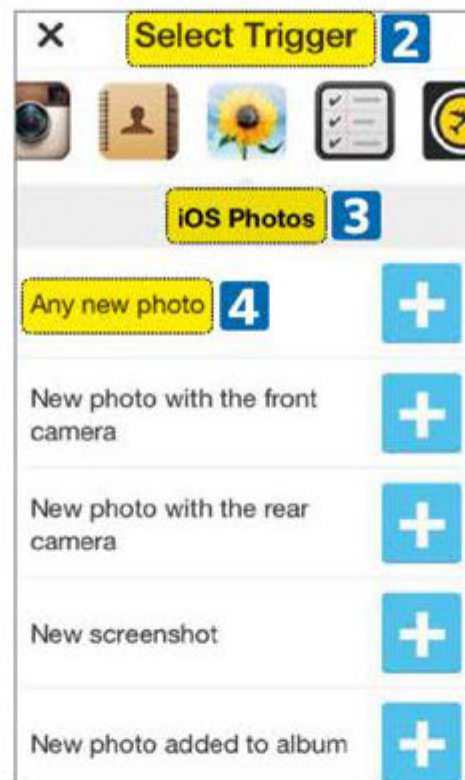 Select Trigger 2
iOS Photos 3
Any new photo 4
New photo with the front
camera
New photo with the rear
camera
New screenshot
New photo added to album